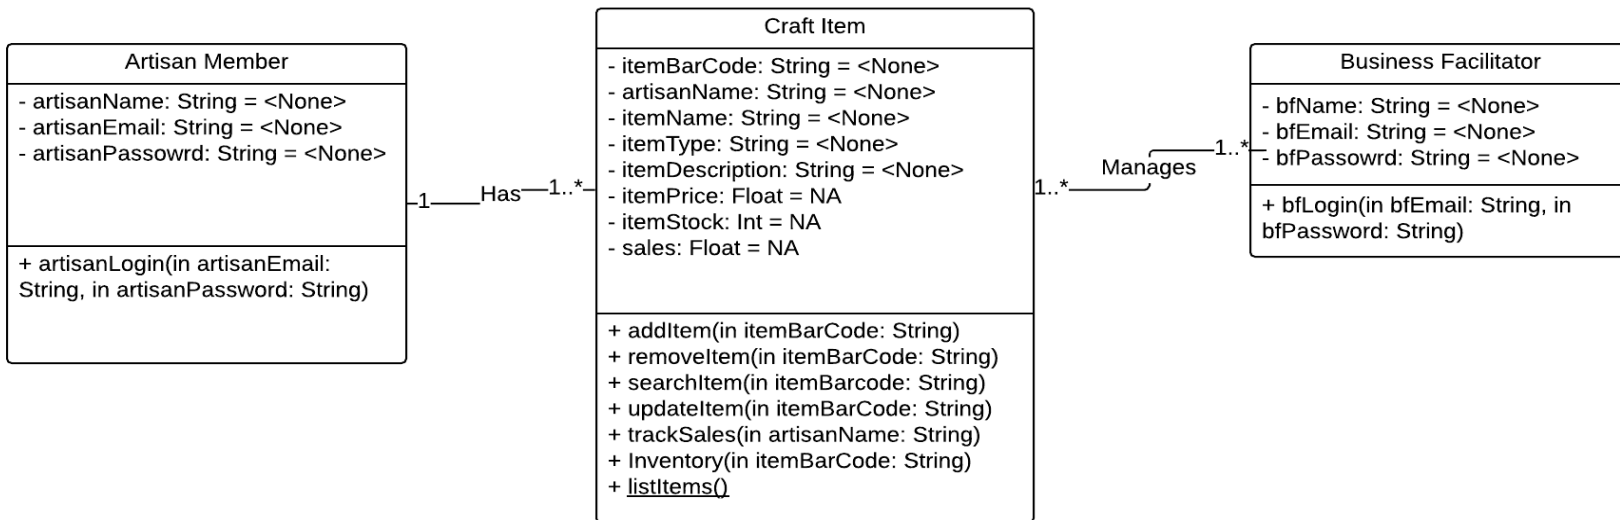 Artisan Member
- artisanName: String = <None>
- artisanEmail: String = <None>
- artisanPassowrd: String = <None>
+ artisanLogin(in artisanEmail:
String, in artisanPassword: String)
1
Has
1..*
Craft Item
- itemBarCode: String = <None>
- artisanName: String = <None>
- itemName: String = <None>
- itemType: String = <None>
- itemDescription: String = <None>
- itemPrice: Float = NA
- itemStock: Int = NA
- sales: Float = NA
+ addItem(in itemBarCode: String)
+ removeItem(in itemBarCode: String)
+ searchItem(in itemBarcode: String)
+ updateItem(in itemBarCode: String)
+ trackSales(in artisanName: String)
+ Inventory(in itemBarCode: String)
+ listItems()
1..*
Manages
1..*
Business Facilitator
- bfName: String = <None>
- bfEmail: String = <None>
- bfPassowrd: String = <None>
+ bfLogin(in bfEmail: String, in
bfPassword: String)